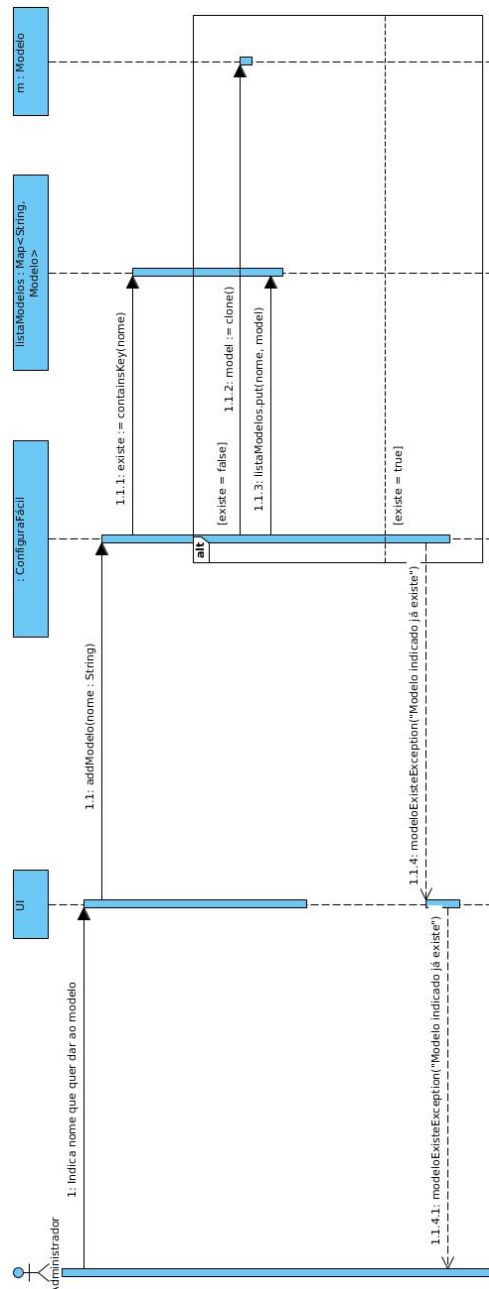 Administrador
UI
: ConfiguraFácil
listaModelos : Map<String,
Modelo>
m : Modelo
1: Indica nome que quer dar ao modelo
1.1: addModelo(nome : String)
1.1.1: existe := containsKey(nome)
alt
[existe = false]
1.1.2: model := clone()
1.1.3: listaModelos.put(nome, model)
[existe = true]
1.1.4: modeloExisteException("Modelo indicado já existe")
1.1.4.1: modeloExisteException("Modelo indicado já existe")